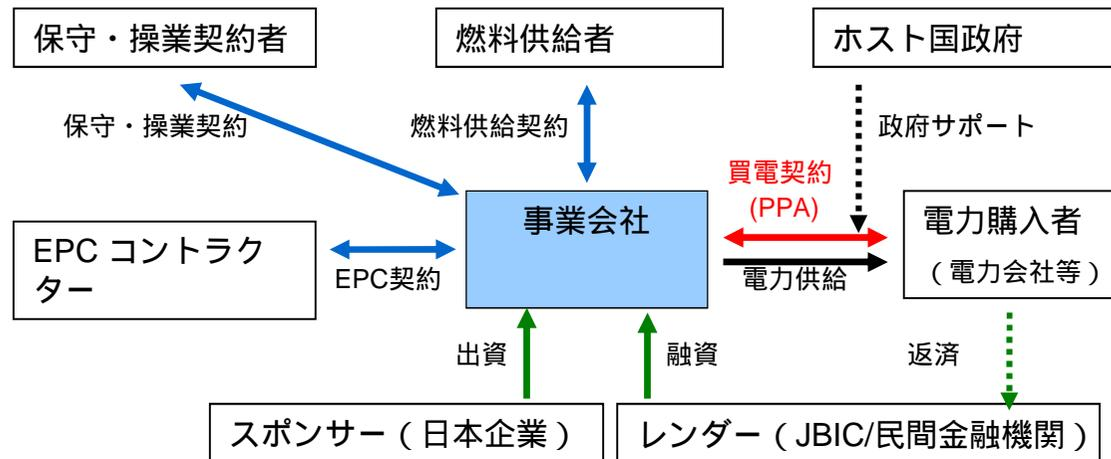 保守・操業契約者
燃料供給者
ホスト国政府
保守・操業契約
燃料供給契約
政府サポート
買電契約
(PPA)
事業会社
電力購入者
（電力会社等）
EPC コントラク
ター
EPC契約
電力供給
出資
融資
返済
スポンサー（日本企業）
レンダー（JBIC/民間金融機関）